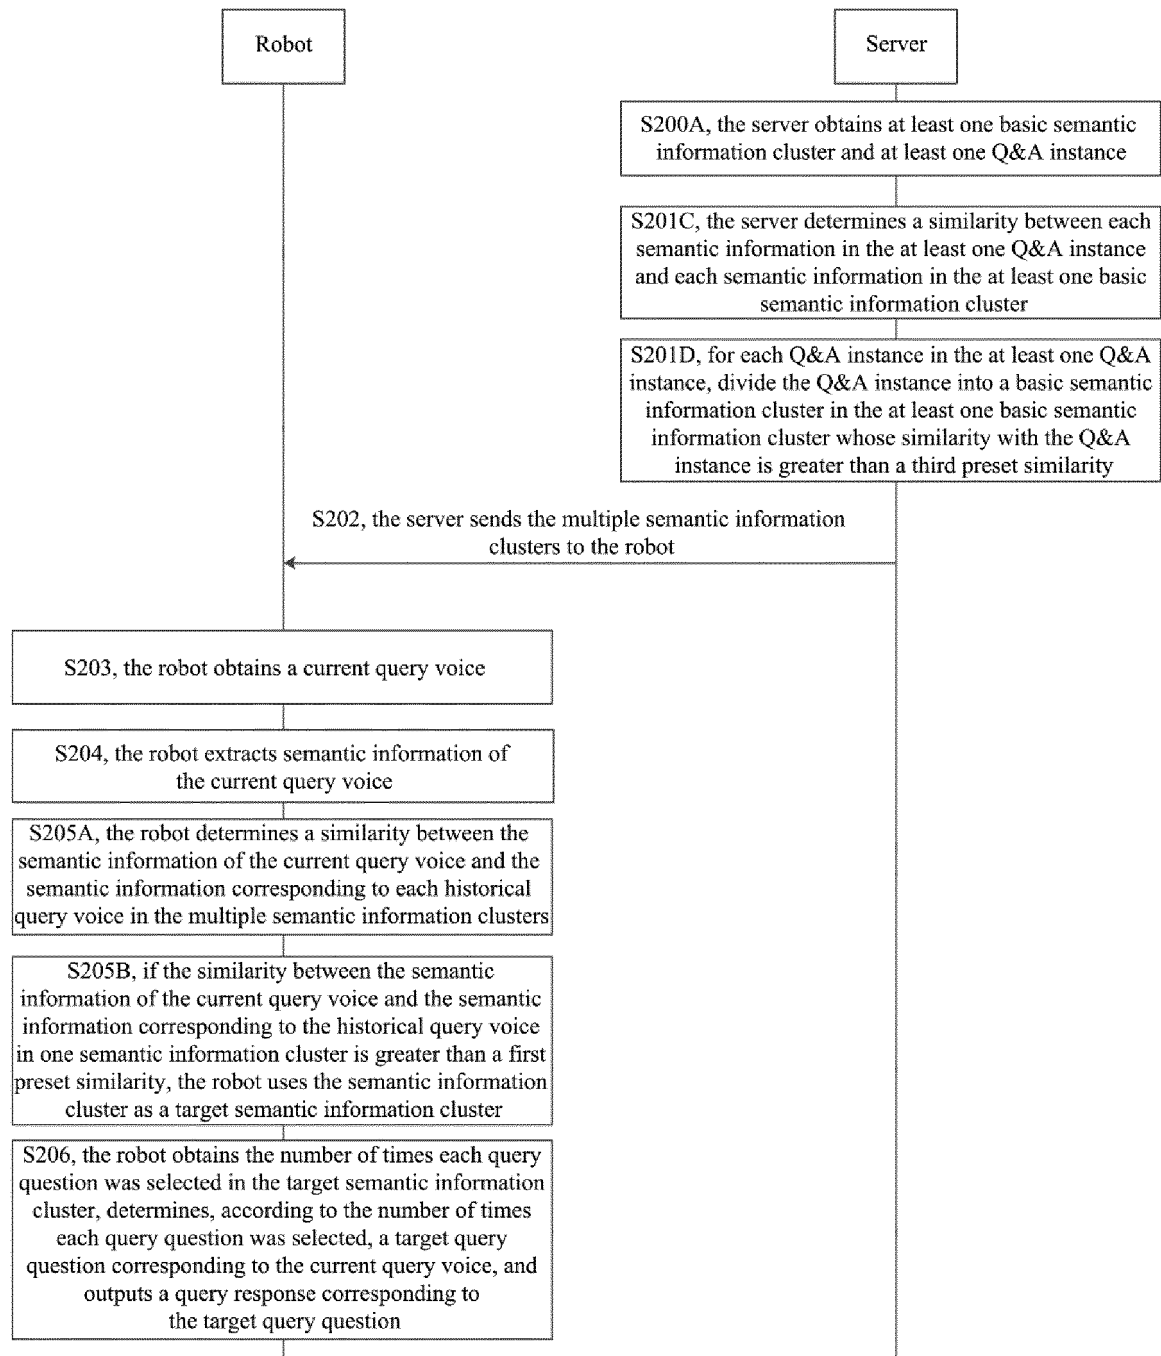 Robot
Server
S200A, the server obtains at least one basic semantic
information cluster and at least one Q&A instance
S201C, the server determines a similarity between each
semantic information in the at least one Q&A instance
and each semantic information in the at least one basic
semantic information cluster
S201D, for each Q&A instance in the at least one Q&A
instance, divide the Q&A instance into a basic semantic
information cluster in the at least one basic semantic
information cluster whose similarity with the Q&A
instance is greater than a third preset similarity
S202, the server sends the multiple semantic information
clusters to the robot
S203, the robot obtains a current query voice
S204, the robot extracts semantic information of
the current query voice
S205A, the robot determines a similarity between the
semantic information of the current query voice and the
semantic information corresponding to each historical
query voice in the multiple semantic information clusters
S205B, if the similarity between the semantic
information of the current query voice and the semantic
information corresponding to the historical query voice
in one semantic information cluster is greater than a first
preset similarity, the robot uses the semantic information
cluster as a target semantic information cluster
S206, the robot obtains the number of times each query
question was selected in the target semantic information
cluster, determines, according to the number of times
each query question was selected, a target query
question corresponding to the current query voice, and
outputs a query response corresponding to
the target query question